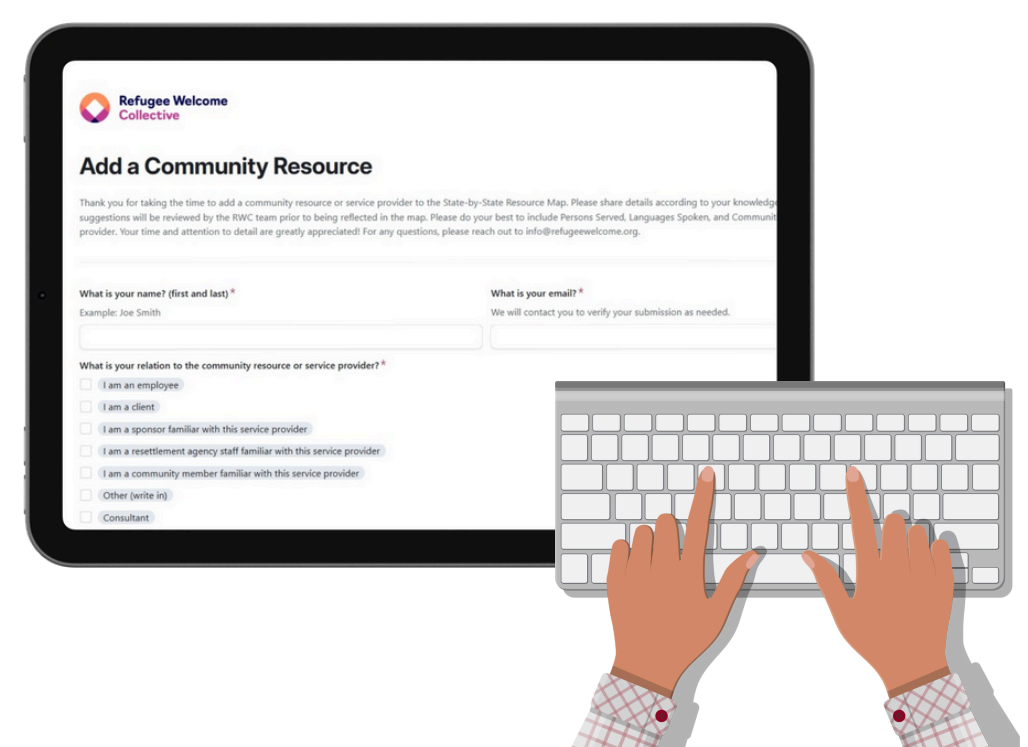 Refugee Welcome
Collective
Add a Community Resource
Thank you for taking the time to add a community resource or service provider to the State-by-State Resource Map. Please share details according to your knowledge
suggestions will be reviewed by the RWC team prior to being reflected in the map. Please do your best to include Persons Served, Languages Spoken, and Communit
provider. Your time and attention to detail are greatly appreciated! For any questions, please reach out to info@refugeewelcome.org.
What is your name? (first and last) *
What is your email? *
Example: Joe Smith
We will contact you to verify your submission as needed.
What is your relation to the community resource or service provider? *
I am an employee
I am a client
I am a sponsor familiar with this service provider
I am a resettlement agency staff familiar with this service provider
I am a community member familiar with this service provider
Other (write in)
Consultant